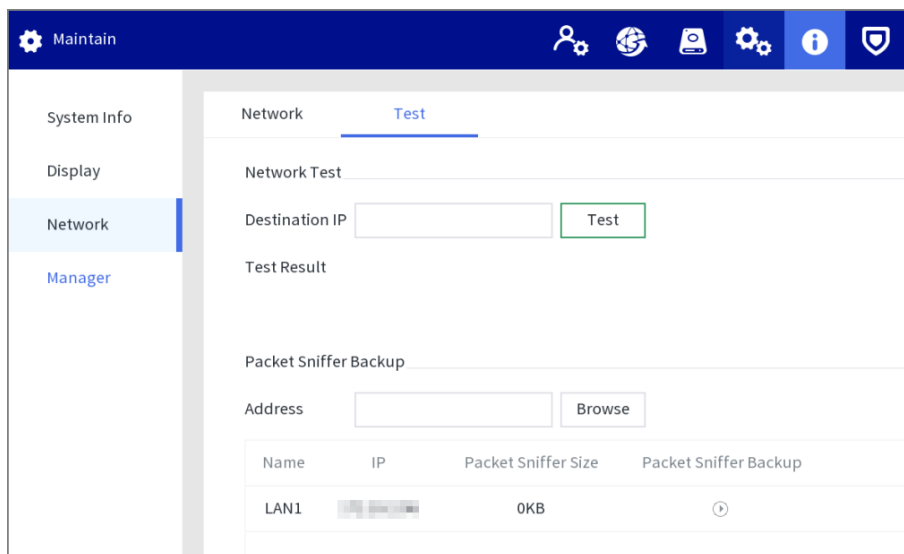 Maintain
System Info
Display
Network
Manager
Network Test
Network Test
Destination IP Test
Test Result
Packet Sniffer Backup
Address Browse
Name IP Packet Sniffer Size Packet Sniffer Backup
LAN1 0KB